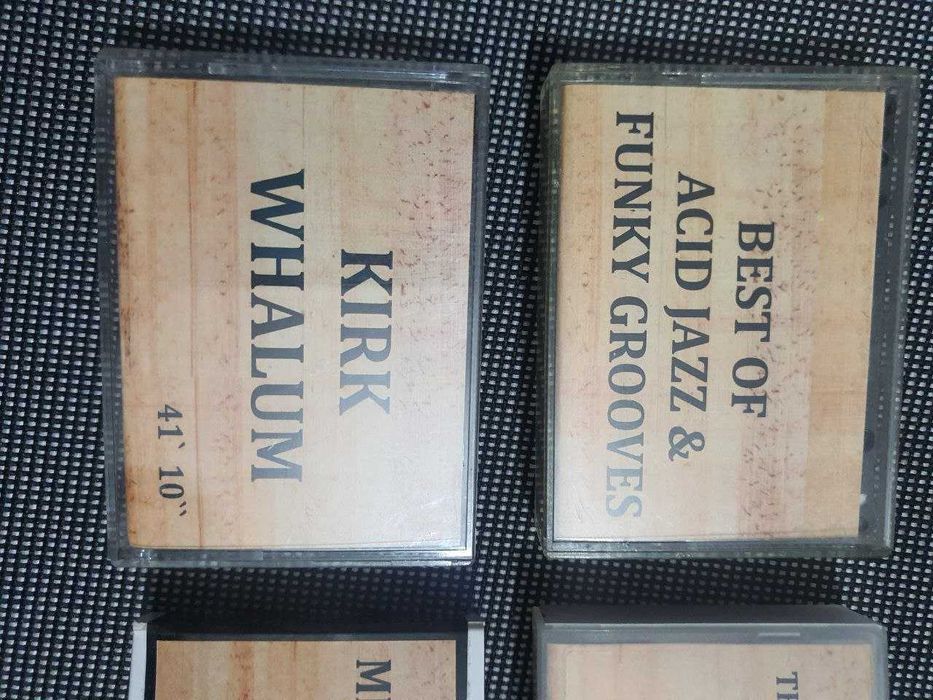 KIRK
WHALUM
41` 10``
BEST OF
ACID JAZZ &
FUNKY GROOVES
M